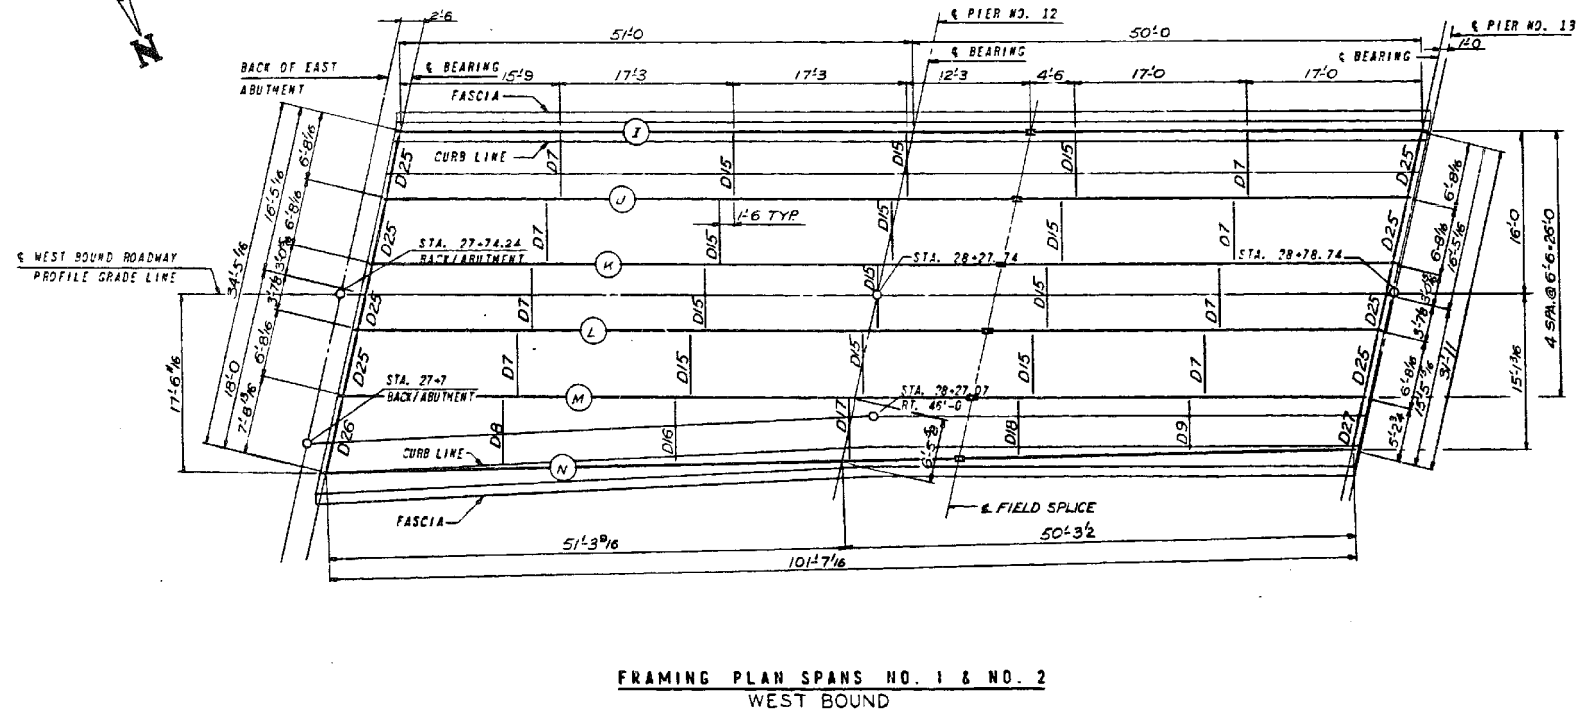 2'-6
℄ PIER NO. 12
℄ PIER NO. 13
51'-0
50'-0
1'-0
BACK OF EAST
ABUTMENT
℄ BEARING
℄ BEARING
℄ BEARING
15'-9
17'-3
17'-3
12'-3
4'-6
17'-0
17'-0
FASCIA
N
I
CURB LINE
D25
D7
D15
D15
D15
D7
D25
J
1'-6 TYP.
D25
D7
D15
D15
D15
D7
D25
STA. 27+74.24
BACK/ABUTMENT
K
STA. 28+27.74
STA. 28+78.74
℄ WEST BOUND ROADWAY
PROFILE GRADE LINE
D25
D7
D15
D15
D7
D25
L
D25
D7
D15
D15
D15
D7
D25
STA. 27+7
BACK/ABUTMENT
M
STA. 28+27.07
RT. 46'-0
D26
D18
D16
D17
D18
D9
D27
CURB LINE
N
FASCIA
℄ FIELD SPLICE
18'-0
16'-0
4 SPA. @ 6'-6=26'-0
31'-11
50'-3½
FRAMING PLAN SPANS NO. 1 & NO. 2
WEST BOUND